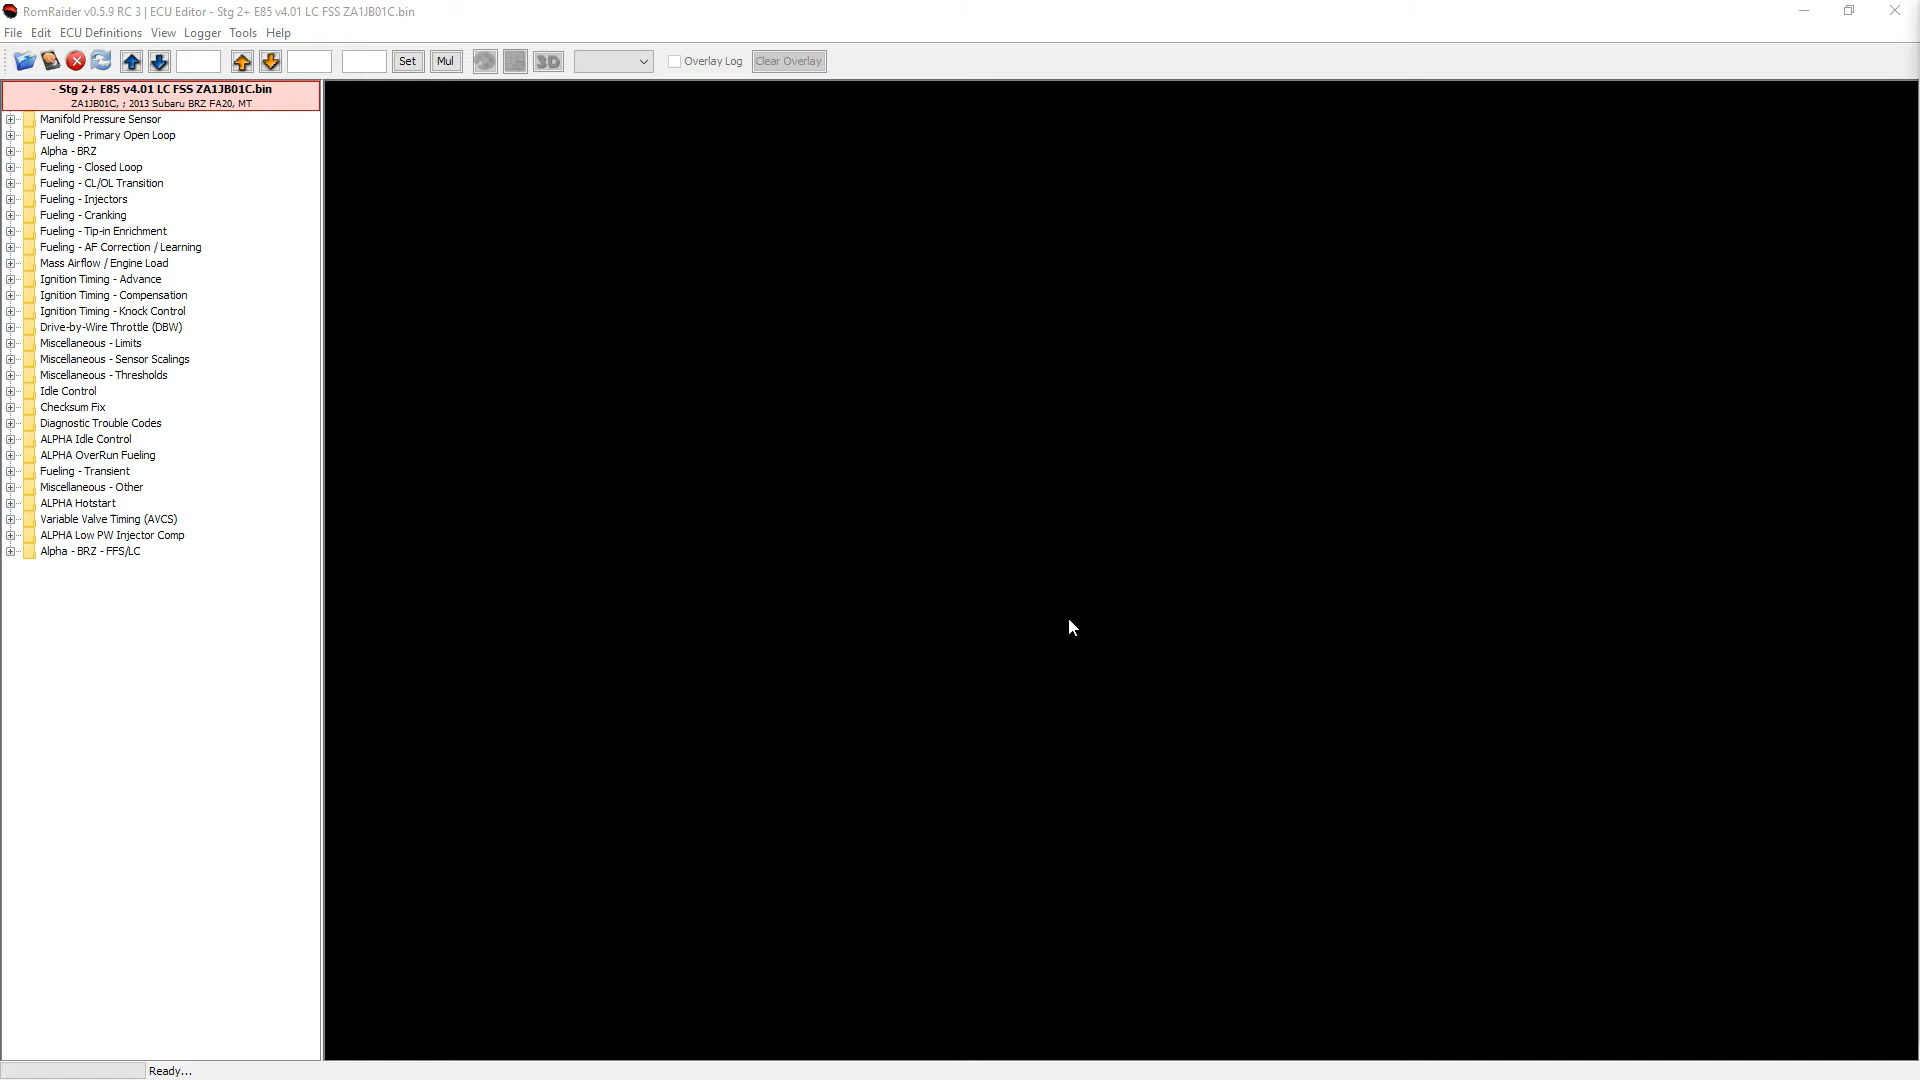 RomRaider v0.5.9 RC 3 | ECU Editor - Stg 2+ E85 v4.01 LC FSS ZA1JB01C.bin
File Edit ECU Definitions View Logger Tools Help
Set Mul 3D Overlay Log Clear Overlay
- Stg 2+ E85 v4.01 LC FSS ZA1JB01C.bin
ZA1JB01C, ; 2013 Subaru BRZ FA20, MT
Manifold Pressure Sensor
Fueling - Primary Open Loop
Alpha - BRZ
Fueling - Closed Loop
Fueling - CL/OL Transition
Fueling - Injectors
Fueling - Cranking
Fueling - Tip-in Enrichment
Fueling - AF Correction / Learning
Mass Airflow / Engine Load
Ignition Timing - Advance
Ignition Timing - Compensation
Ignition Timing - Knock Control
Drive-by-Wire Throttle (DBW)
Miscellaneous - Limits
Miscellaneous - Sensor Scalings
Miscellaneous - Thresholds
Idle Control
Checksum Fix
Diagnostic Trouble Codes
ALPHA Idle Control
ALPHA OverRun Fueling
Fueling - Transient
Miscellaneous - Other
ALPHA Hotstart
Variable Valve Timing (AVCS)
ALPHA Low PW Injector Comp
Alpha - BRZ - FFS/LC
Ready...